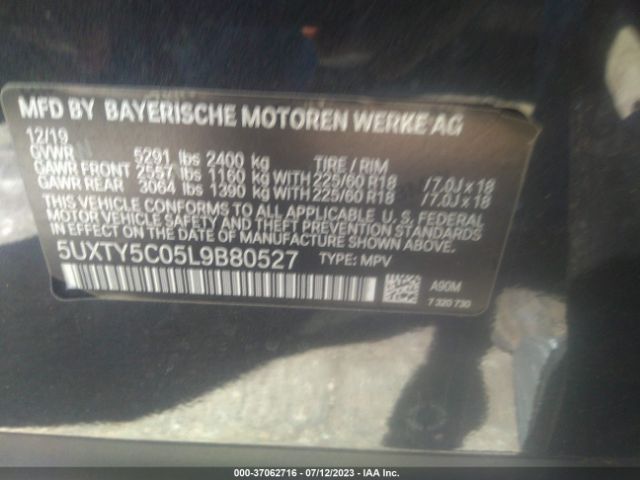 MFD BY BAYERISCHE MOTOREN WERKE AG
12/19
GVWR 5291 lbs 2400 kg TIRE / RIM
GAWR FRONT 2557 lbs 1160 kg WITH 225/60 R18 /7.0J x 18
GAWR REAR 3064 lbs 1390 kg WITH 225/60 R18 /7.0J x 18
THIS VEHICLE CONFORMS TO ALL APPLICABLE U. S. FEDERAL
MOTOR VEHICLE SAFETY AND THEFT PREVENTION STANDARDS
IN EFFECT ON THE DATE OF MANUFACTURE SHOWN ABOVE.
5UXTY5C05L9B80527 TYPE: MPV
A90M
7 320 730
000-37062716 - 07/12/2023 - IAA Inc.